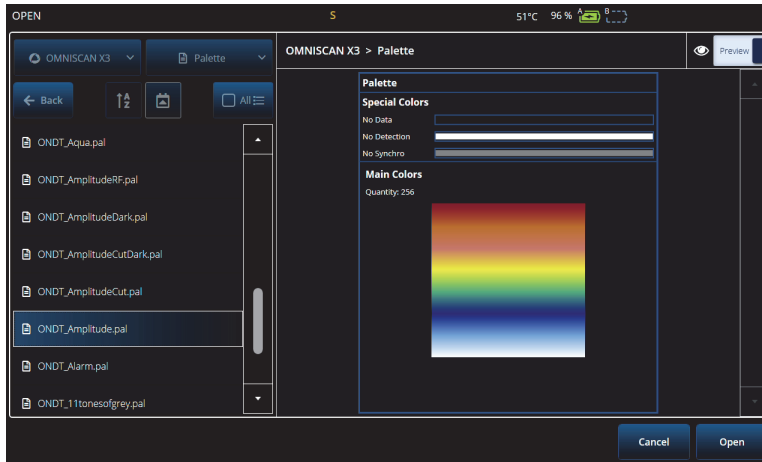 OPEN
S
51°C 96 % A B
OMNISCAN X3
Palette
OMNISCAN X3 > Palette
Preview
Back
A
Z
All
ONDT_Aqua.pal
ONDT_AmplitudeRF.pal
ONDT_AmplitudeDark.pal
ONDT_AmplitudeCutDark.pal
ONDT_AmplitudeCut.pal
ONDT_Amplitude.pal
ONDT_Alarm.pal
ONDT_11tonesofgrey.pal
Palette
Special Colors
No Data
No Detection
No Synchro
Main Colors
Quantity: 256
Cancel
Open